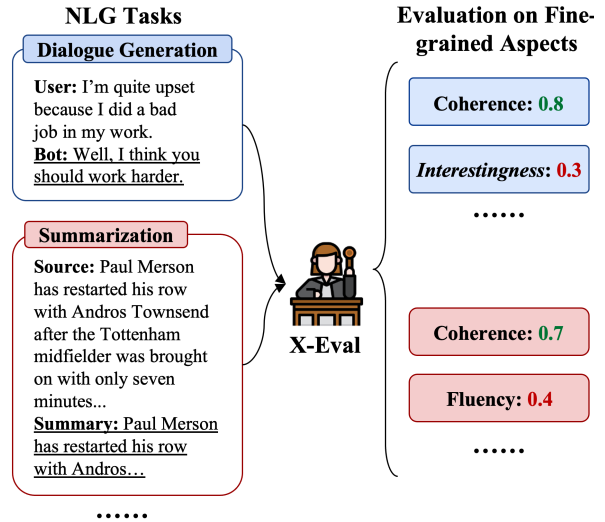 NLG Tasks
Dialogue Generation
User: I'm quite upset
because I did a bad
job in my work.
Bot: Well, I think you
should work harder.
Summarization
Source: Paul Merson
has restarted his row
with Andros Townsend
after the Tottenham
midfielder was brought
on with only seven
minutes...
Summary: Paul Merson
has restarted his row
with Andros…
......
X-Eval
Evaluation on Fine-
grained Aspects
Coherence: 0.8
Interestingness: 0.3
......
Coherence: 0.7
Fluency: 0.4
......